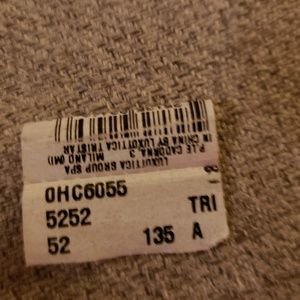 LUXOTTICA GROUP SPA
P.LE CADORNA 3
MILANO (MI)
IN CHINA BY LUXOTTICA TRISTAR
0HC6055
5252 TRI
52 135 A